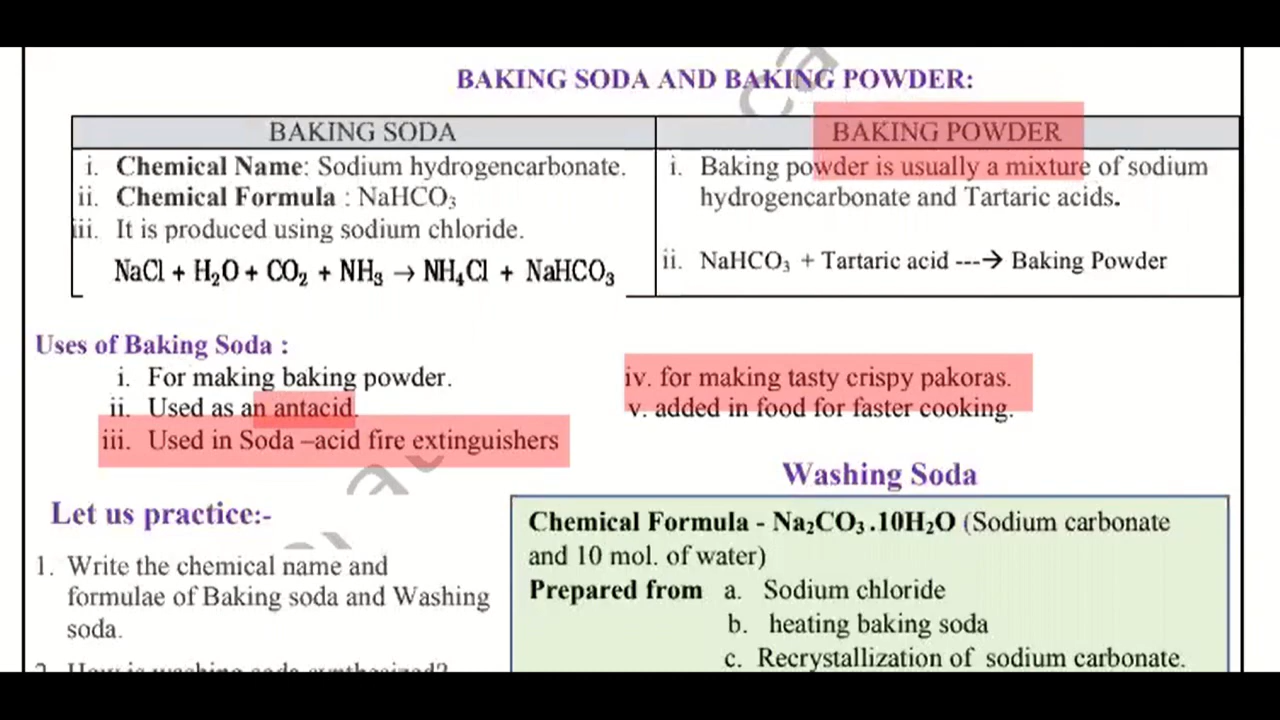 BAKING SODA AND BAKING POWDER:
BAKING SODA
i. Chemical Name: Sodium hydrogencarbonate.
ii. Chemical Formula : NaHCO₃
iii. It is produced using sodium chloride.
NaCl + H₂O + CO₂ + NH₃ → NH₄Cl + NaHCO₃
BAKING POWDER
i. Baking powder is usually a mixture of sodium
hydrogencarbonate and Tartaric acids.
ii. NaHCO₃ + Tartaric acid ---→ Baking Powder
Uses of Baking Soda :
i. For making baking powder.
ii. Used as an antacid.
iii. Used in Soda –acid fire extinguishers
iv. for making tasty crispy pakoras.
v. added in food for faster cooking.
Let us practice:-
1. Write the chemical name and
formulae of Baking soda and Washing
soda.
2. How is washing soda synthesized?
Washing Soda
Chemical Formula - Na₂CO₃.10H₂O (Sodium carbonate
and 10 mol. of water)
Prepared from a. Sodium chloride
b. heating baking soda
c. Recrystallization of sodium carbonate.